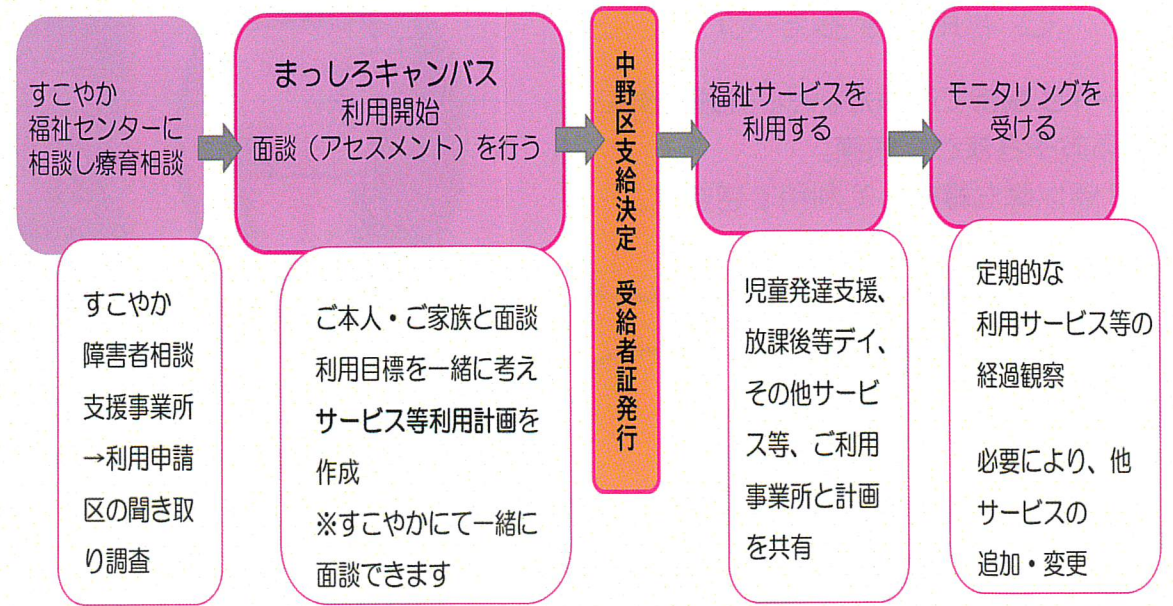 すこやか
福祉センターに
相談し療育相談
まっしろキャンバス
利用開始
面談（アセスメント）を行う
中野区支給決定　受給者証発行
福祉サービスを
利用する
モニタリングを
受ける
すこやか
障害者相談
支援事業所
→利用申請
区の聞き取
り調査
ご本人・ご家族と面談
利用目標を一緒に考え
サービス等利用計画を
作成
※すこやかにて一緒に
面談できます
児童発達支援、
放課後等デイ、
その他サービ
ス等、ご利用
事業所と計画
を共有
定期的な
利用サービス等の
経過観察
必要により、他
サービスの
追加・変更